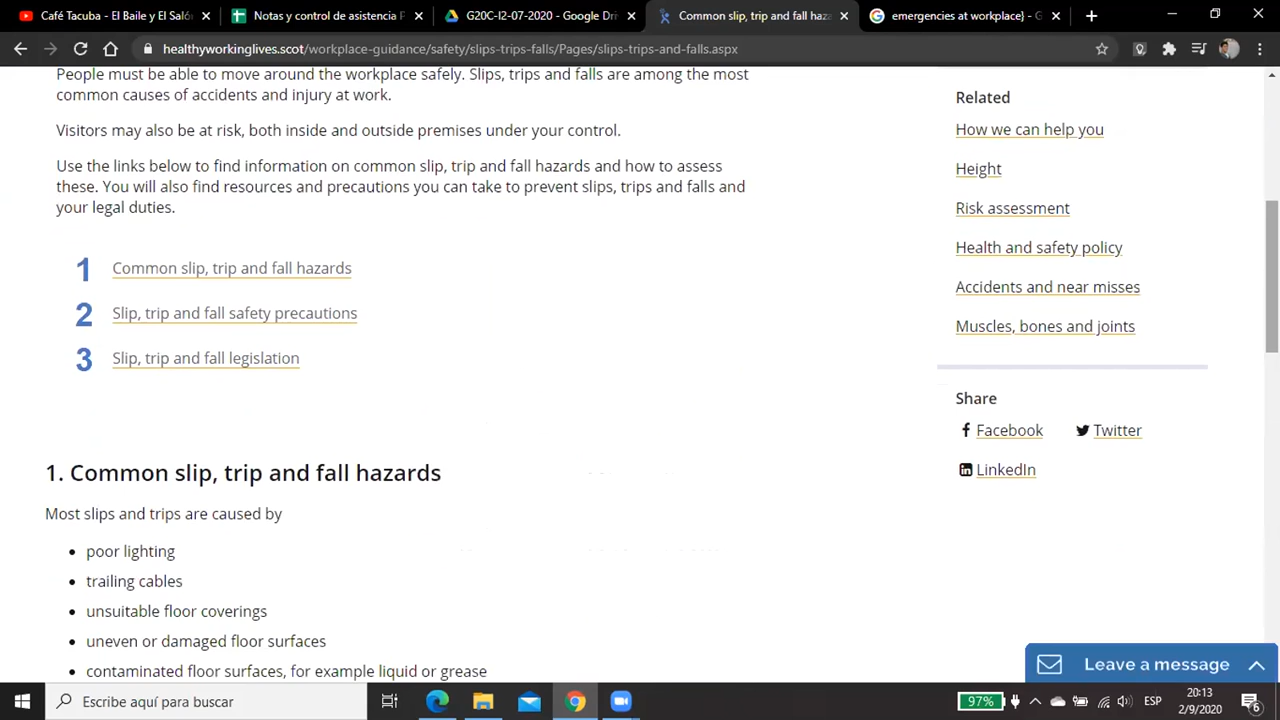 Café Tacuba - El Baile y El Saló
Notas y control de asistencia P
G20C-I2-07-2020 - Google Dri
Common slip, trip and fall haza
emergencies at workplace} - G
healthyworkinglives.scot/workplace-guidance/safety/slips-trips-falls/Pages/slips-trips-and-falls.aspx
People must be able to move around the workplace safely. Slips, trips and falls are among the most
common causes of accidents and injury at work.
Visitors may also be at risk, both inside and outside premises under your control.
Use the links below to find information on common slip, trip and fall hazards and how to assess
these. You will also find resources and precautions you can take to prevent slips, trips and falls and
your legal duties.
1 Common slip, trip and fall hazards
2 Slip, trip and fall safety precautions
3 Slip, trip and fall legislation
1. Common slip, trip and fall hazards
Most slips and trips are caused by
• poor lighting
• trailing cables
• unsuitable floor coverings
• uneven or damaged floor surfaces
• contaminated floor surfaces, for example liquid or grease
Related
How we can help you
Height
Risk assessment
Health and safety policy
Accidents and near misses
Muscles, bones and joints
Share
Facebook
Twitter
LinkedIn
Leave a message
Escribe aquí para buscar
97%
ESP
20:13
2/9/2020
6